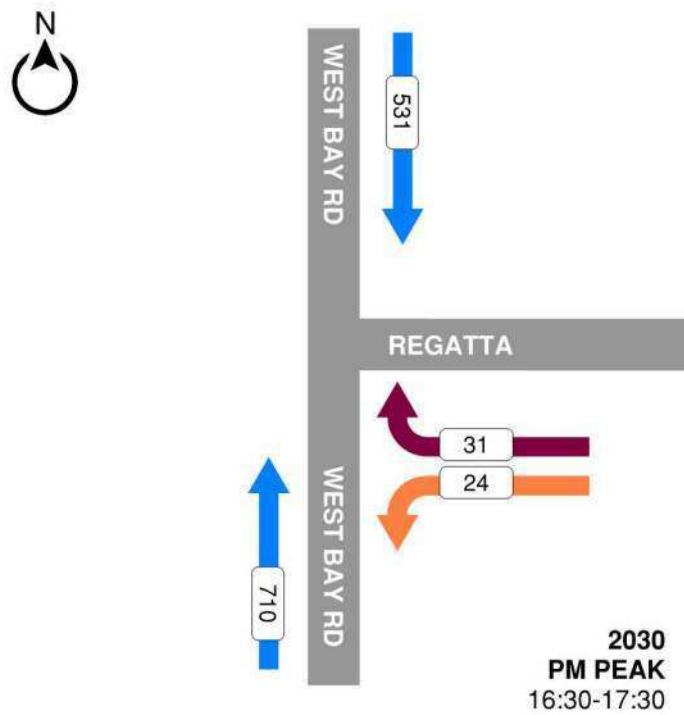 N
WEST BAY RD
531
REGATTA
31
24
WEST BAY RD
710
2030
PM PEAK
16:30-17:30